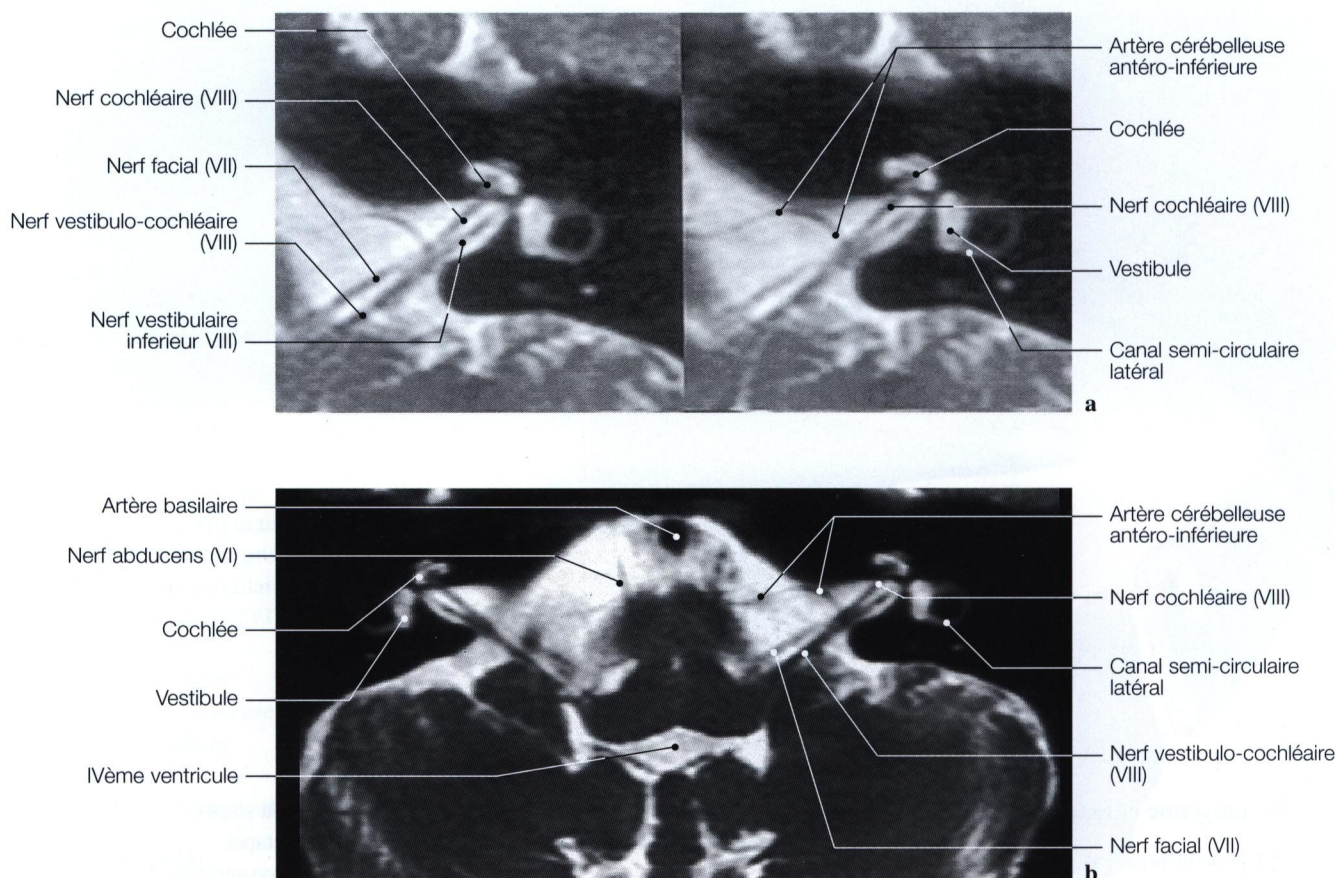 Cochlée
Nerf cochléaire (VIII)
Nerf facial (VII)
Nerf vestibulo-cochléaire
(VIII)
Nerf vestibulaire
inferieur VIII)
Artère cérébelleuse
antéro-inférieure
Cochlée
Nerf cochléaire (VIII)
Vestibule
Canal semi-circulaire
latéral
a
Artère basilaire
Nerf abducens (VI)
Cochlée
Vestibule
IVème ventricule
Artère cérébelleuse
antéro-inférieure
Nerf cochléaire (VIII)
Canal semi-circulaire
latéral
Nerf vestibulo-cochléaire
(VIII)
Nerf facial (VII)
b